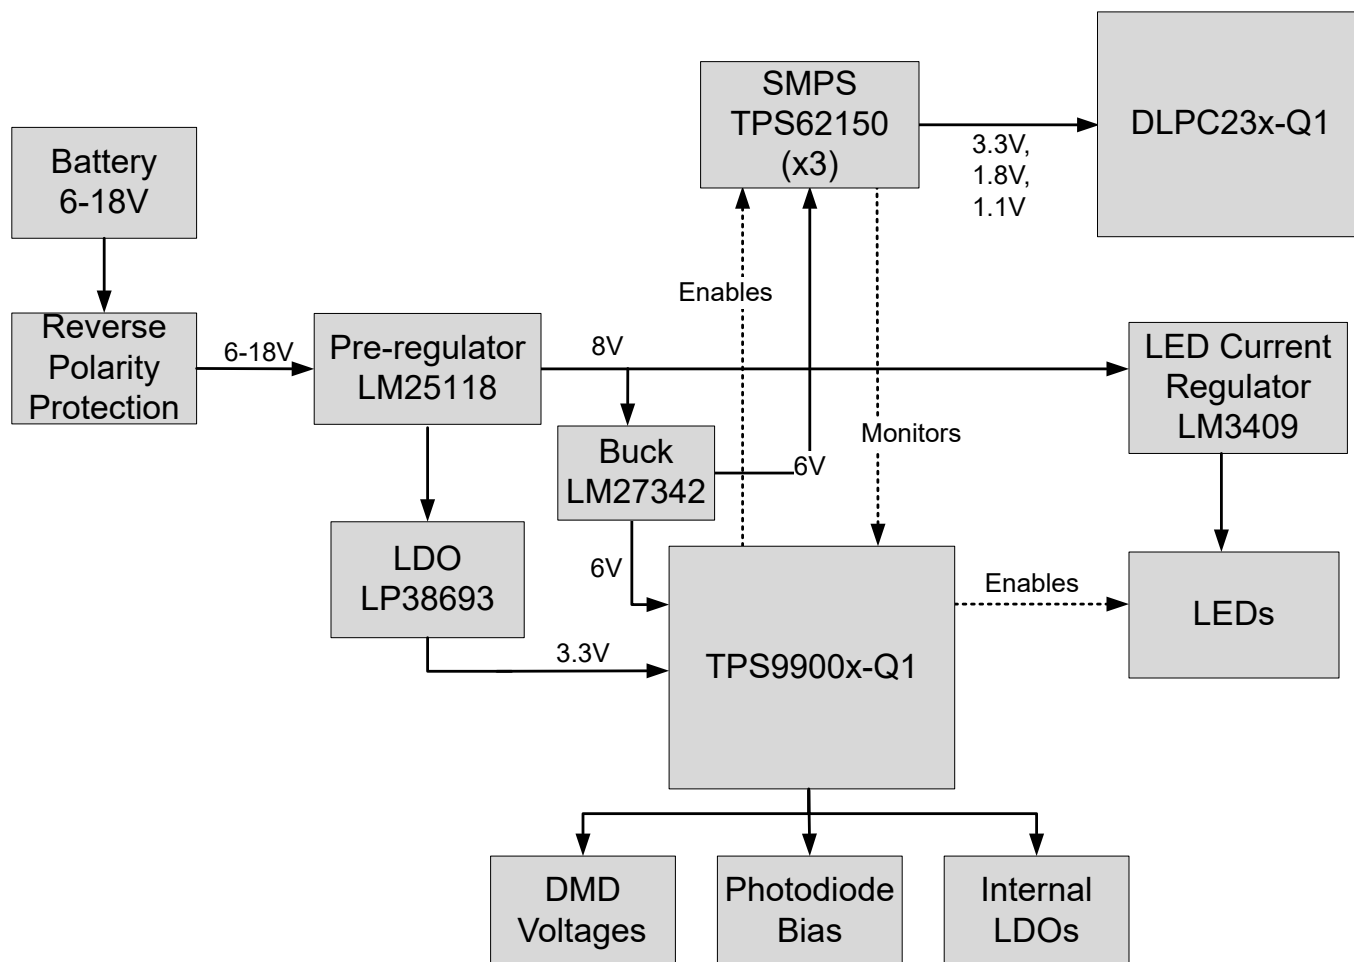 SMPS
TPS62150
(x3)
DLPC23x-Q1
3.3V,
1.8V,
1.1V
Battery
6-18V
Enables
Reverse
Polarity
Protection
6-18V
Pre-regulator
LM25118
8V
LED Current
Regulator
LM3409
Monitors
Buck
LM27342
6V
LDO
LP38693
6V
Enables
LEDs
3.3V
TPS9900x-Q1
DMD
Voltages
Photodiode
Bias
Internal
LDOs